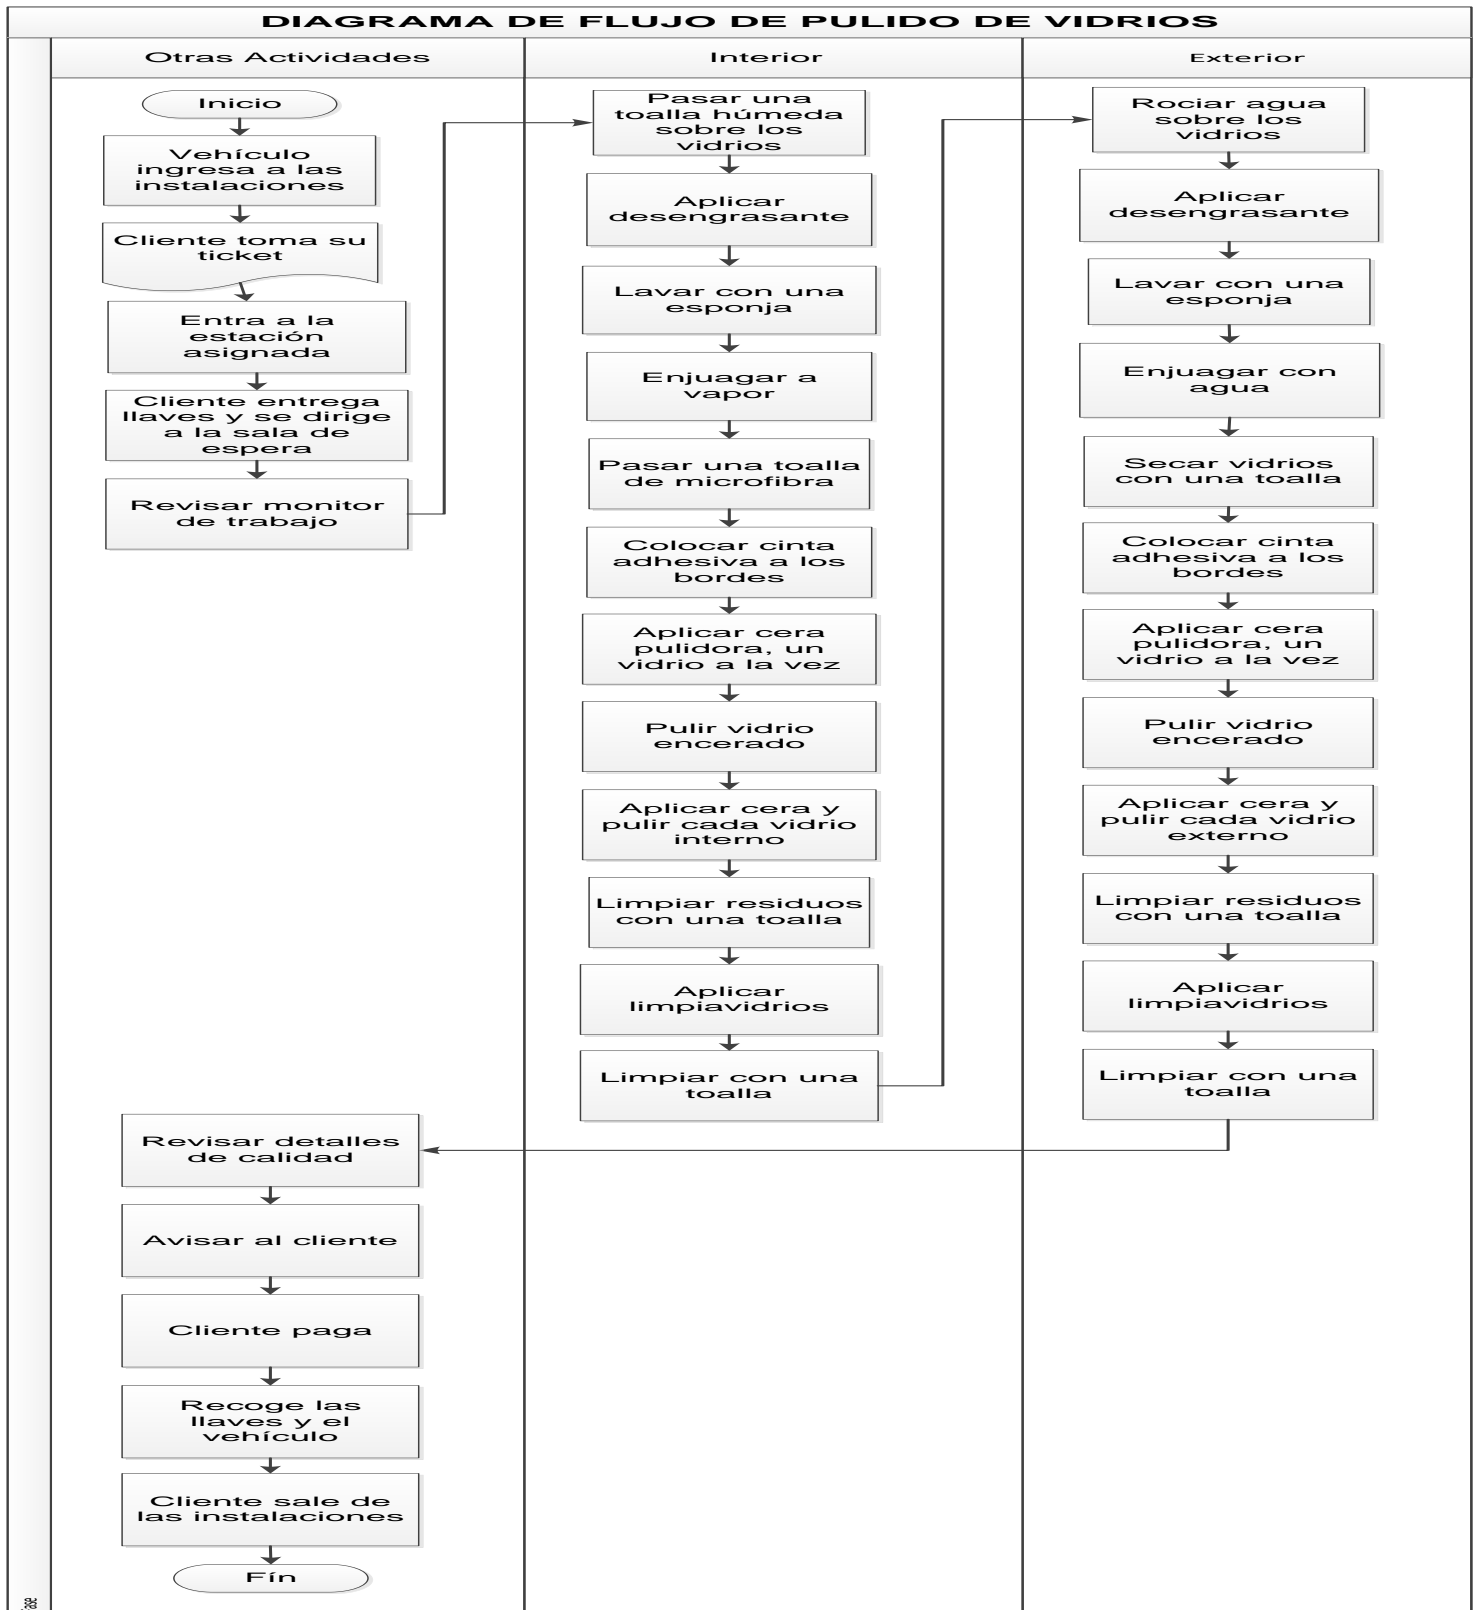 DIAGRAMA DE FLUJO DE PULIDO DE VIDRIOS
Otras Actividades
Interior
Exterior
Inicio
Vehículo
ingresa a las
instalaciones
Cliente toma su
ticket
Entra a la
estación
asignada
Cliente entrega
llaves y se dirige
a la sala de
espera
Revisar monitor
de trabajo
Pasar una
toalla húmeda
sobre los
vidrios
Aplicar
desengrasante
Lavar con una
esponja
Enjuagar a
vapor
Pasar una toalla
de microfibra
Colocar cinta
adhesiva a los
bordes
Aplicar cera
pulidora, un
vidrio a la vez
Pulir vidrio
encerado
Aplicar cera y
pulir cada vidrio
interno
Limpiar residuos
con una toalla
Aplicar
limpiavidrios
Limpiar con una
toalla
Rociar agua
sobre los
vidrios
Aplicar
desengrasante
Lavar con una
esponja
Enjuagar con
agua
Secar vidrios
con una toalla
Colocar cinta
adhesiva a los
bordes
Aplicar cera
pulidora, un
vidrio a la vez
Pulir vidrio
encerado
Aplicar cera y
pulir cada vidrio
externo
Limpiar residuos
con una toalla
Aplicar
limpiavidrios
Limpiar con una
toalla
Revisar detalles
de calidad
Avisar al cliente
Cliente paga
Recoge las
llaves y el
vehículo
Cliente sale de
las instalaciones
Fín